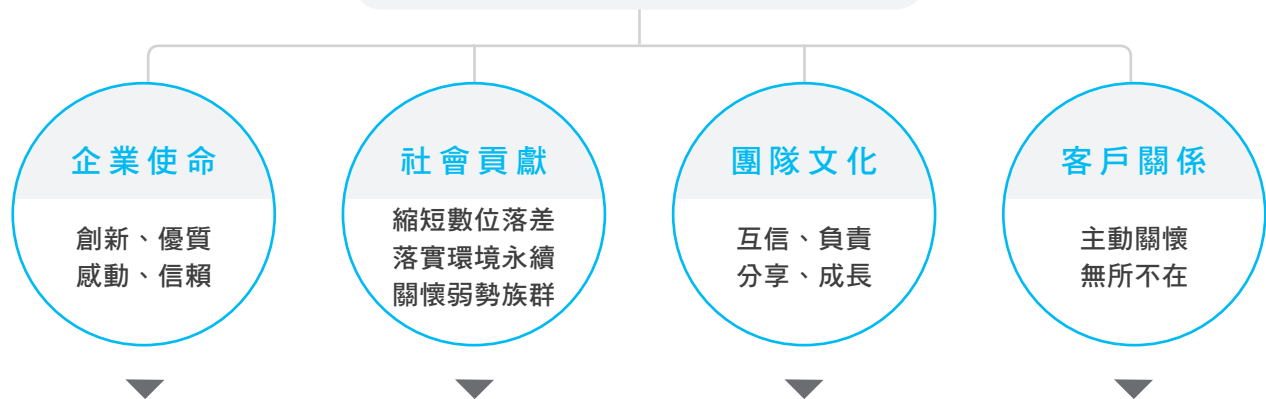 企業使命
創新、優質
感動、信賴
社會貢獻
縮短數位落差
落實環境永續
關懷弱勢族群
團隊文化
互信、負責
分享、成長
客戶關係
主動關懷
無所不在